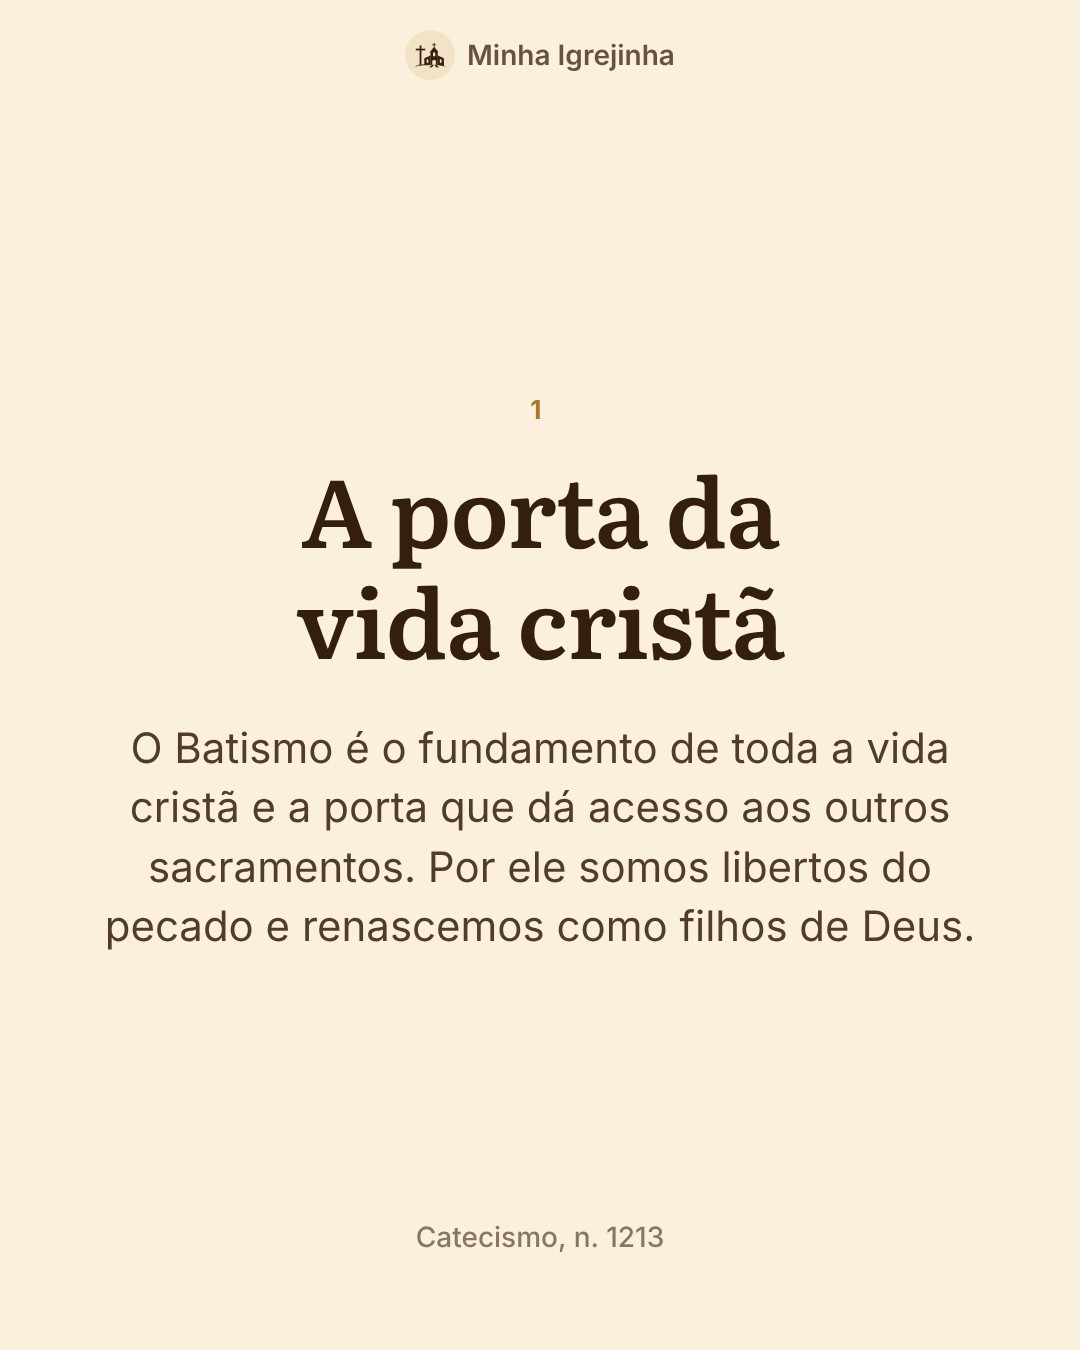 Minha Igrejinha
1
A porta da
vida cristã
O Batismo é o fundamento de toda a vida
cristã e a porta que dá acesso aos outros
sacramentos. Por ele somos libertos do
pecado e renascemos como filhos de Deus.
Catecismo, n. 1213